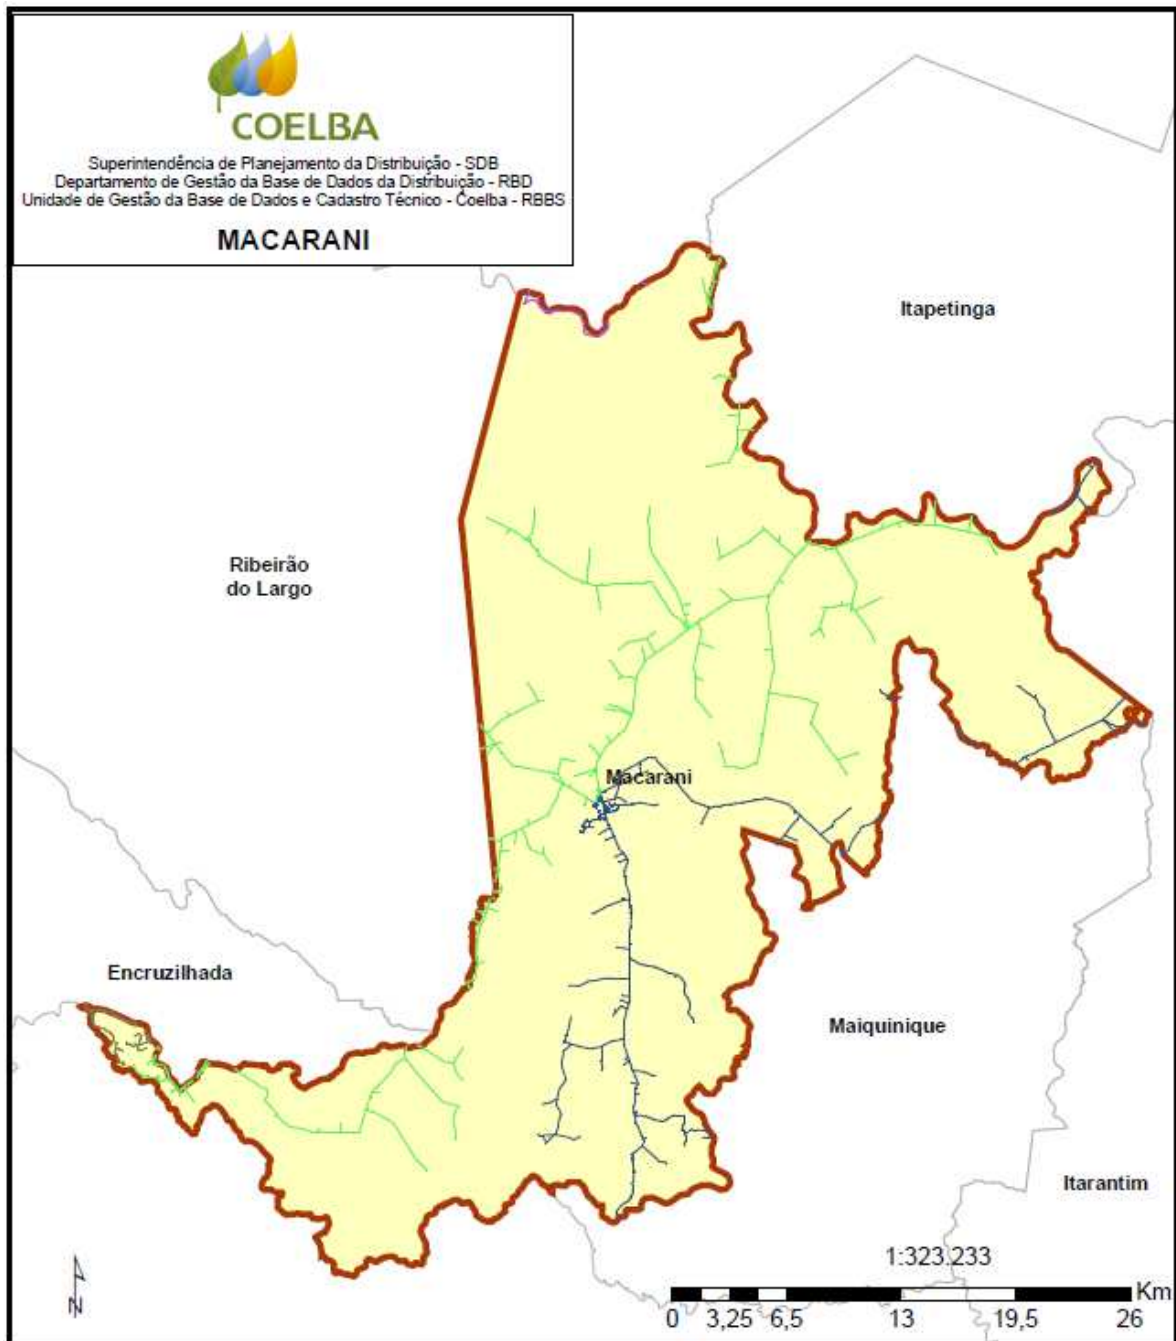 COELBA
Superintendência de Planejamento da Distribuição - SDB
Departamento de Gestão da Base de Dados da Distribuição - RBD
Unidade de Gestão da Base de Dados e Cadastro Técnico - Coelba - RBBS
MACARANI
Itapetinga
Ribeirão
do Largo
Macarani
Encruzilhada
Maiquinique
Itarantim
1:323.233
Km
0 3,25 6,5 13 19,5 26
N